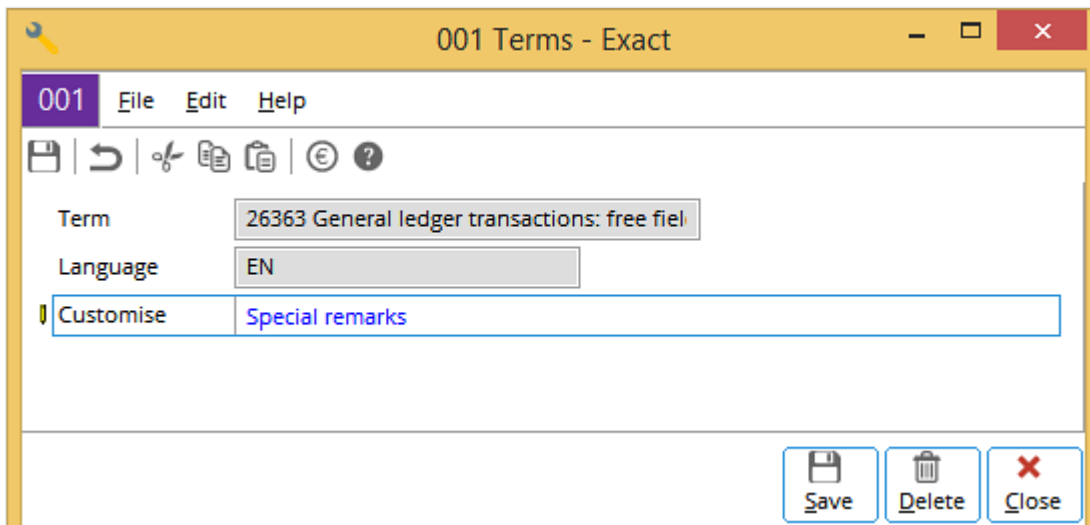 001 Terms - Exact
001 File Edit Help
Term 26363 General ledger transactions: free fiel
Language EN
Customise Special remarks
Save Delete Close